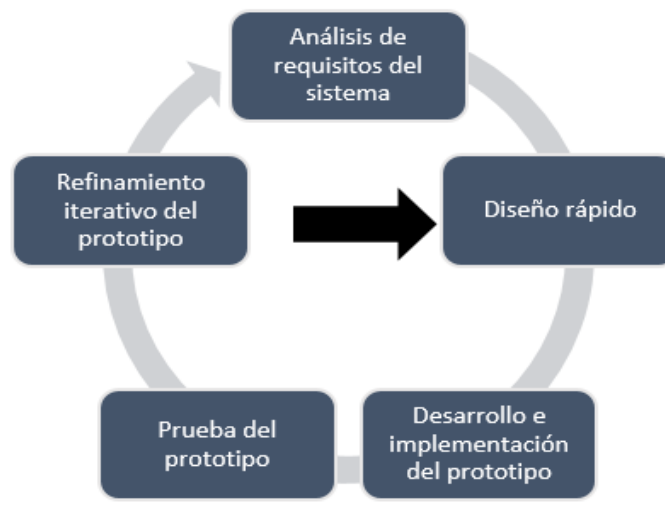 Análisis de
requisitos del
sistema
Diseño rápido
Desarrollo e
implementación
del prototipo
Prueba del
prototipo
Refinamiento
iterativo del
prototipo